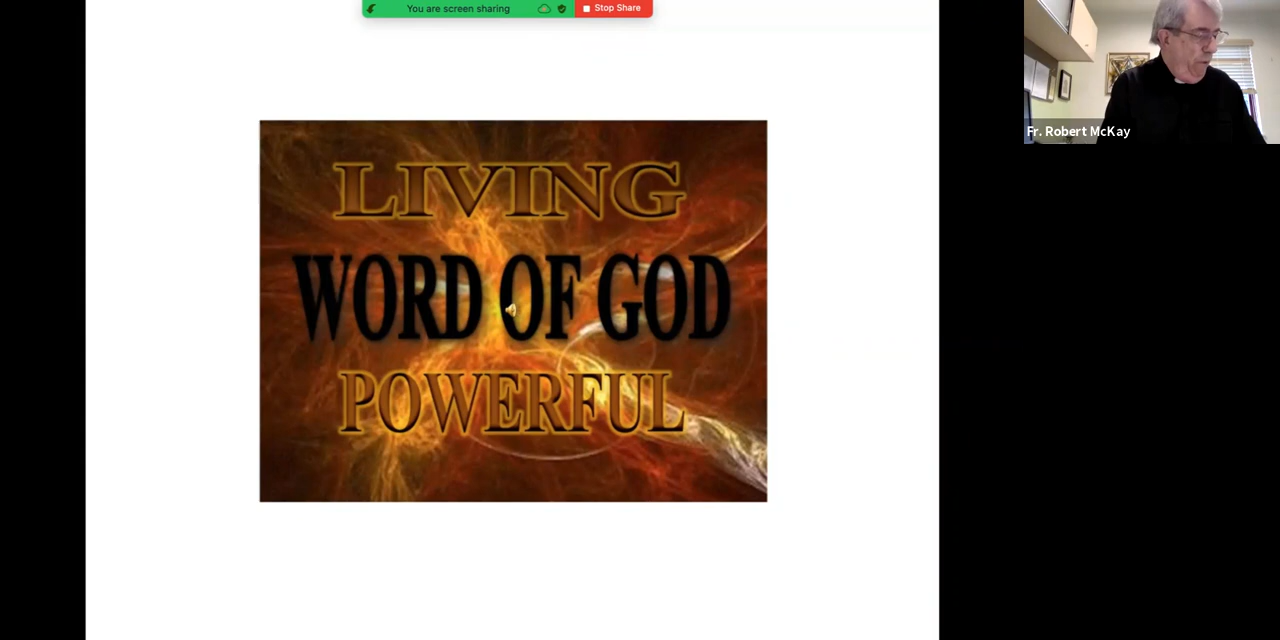 You are screen sharing
Stop Share
Fr. Robert McKay
LIVING
WORD OF GOD
POWERFUL